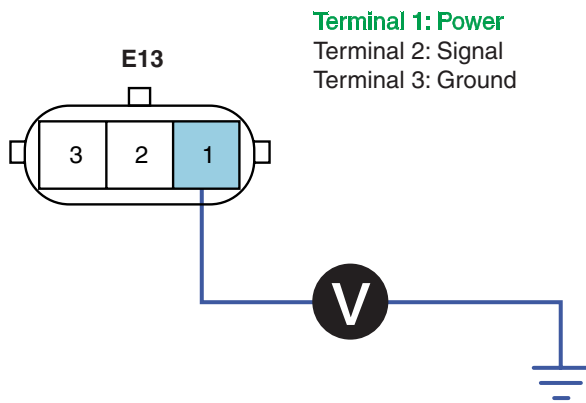 Terminal 1: Power
Terminal 2: Signal
Terminal 3: Ground
E13
3 2 1
V